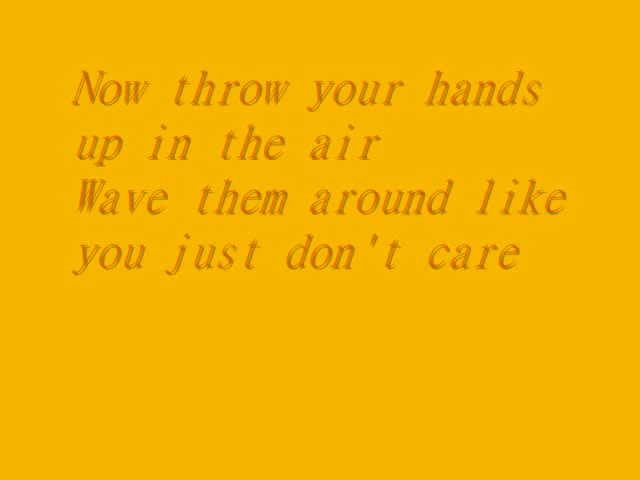 Now throw your hands
up in the air
Wave them around like
you just don't care